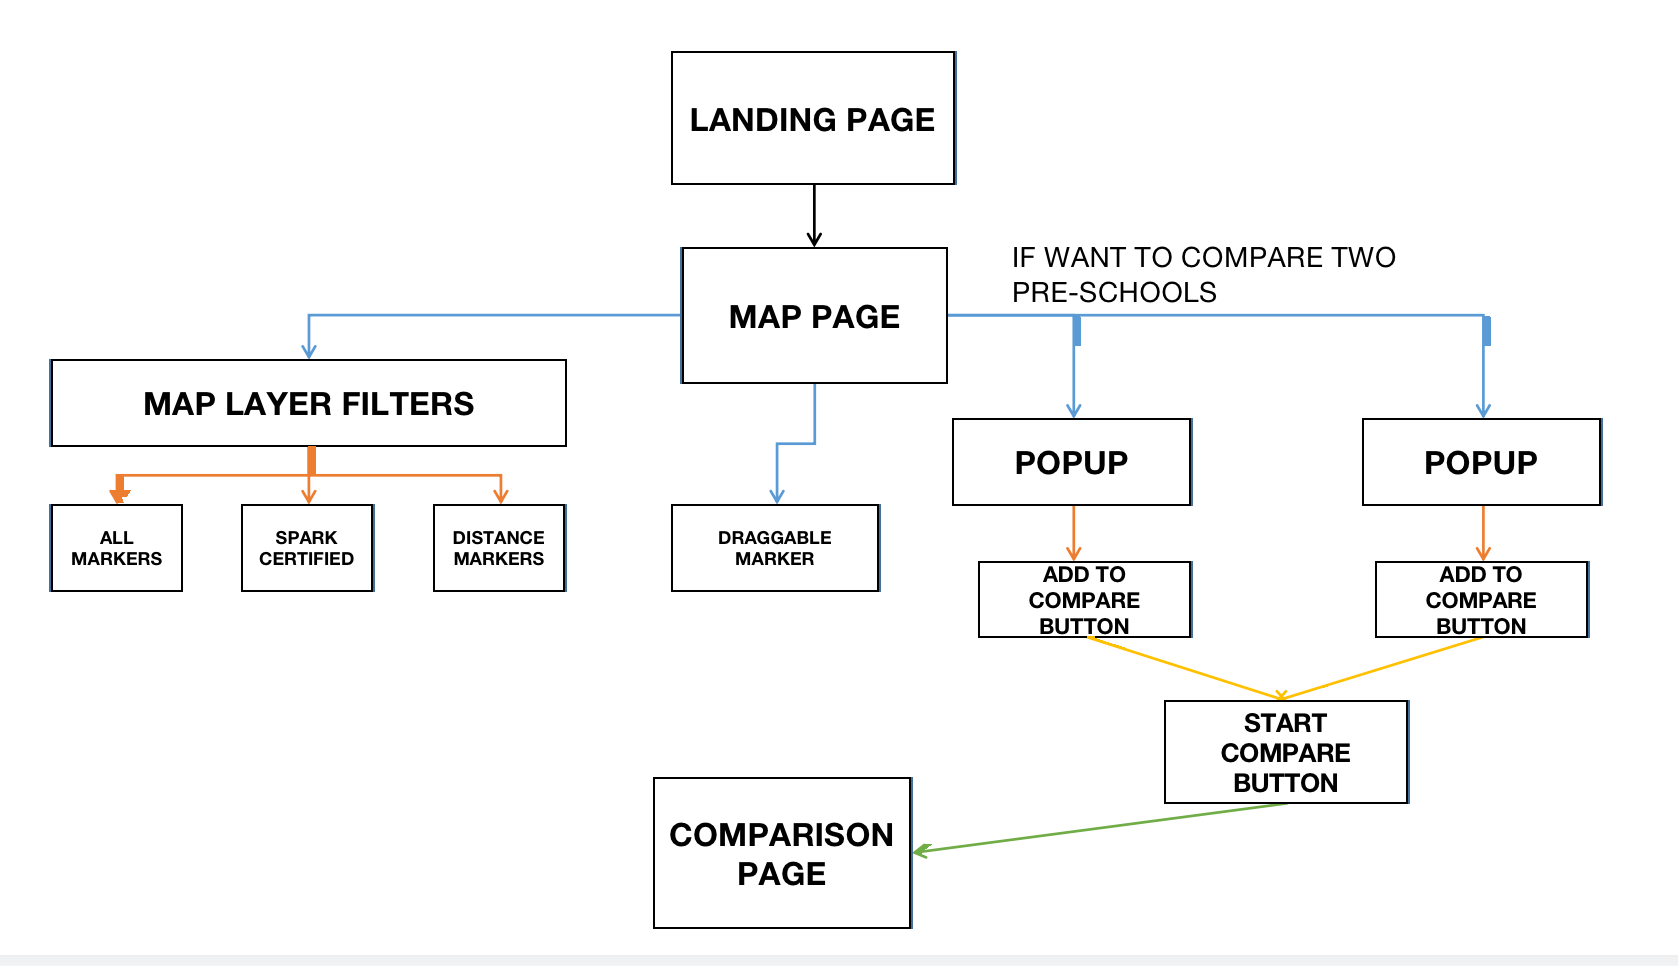 LANDING PAGE
IF WANT TO COMPARE TWO
PRE-SCHOOLS
MAP PAGE
MAP LAYER FILTERS
POPUP
POPUP
ALL
MARKERS
SPARK
CERTIFIED
DISTANCE
MARKERS
DRAGGABLE
MARKER
ADD TO
COMPARE
BUTTON
ADD TO
COMPARE
BUTTON
START
COMPARE
BUTTON
COMPARISON
PAGE